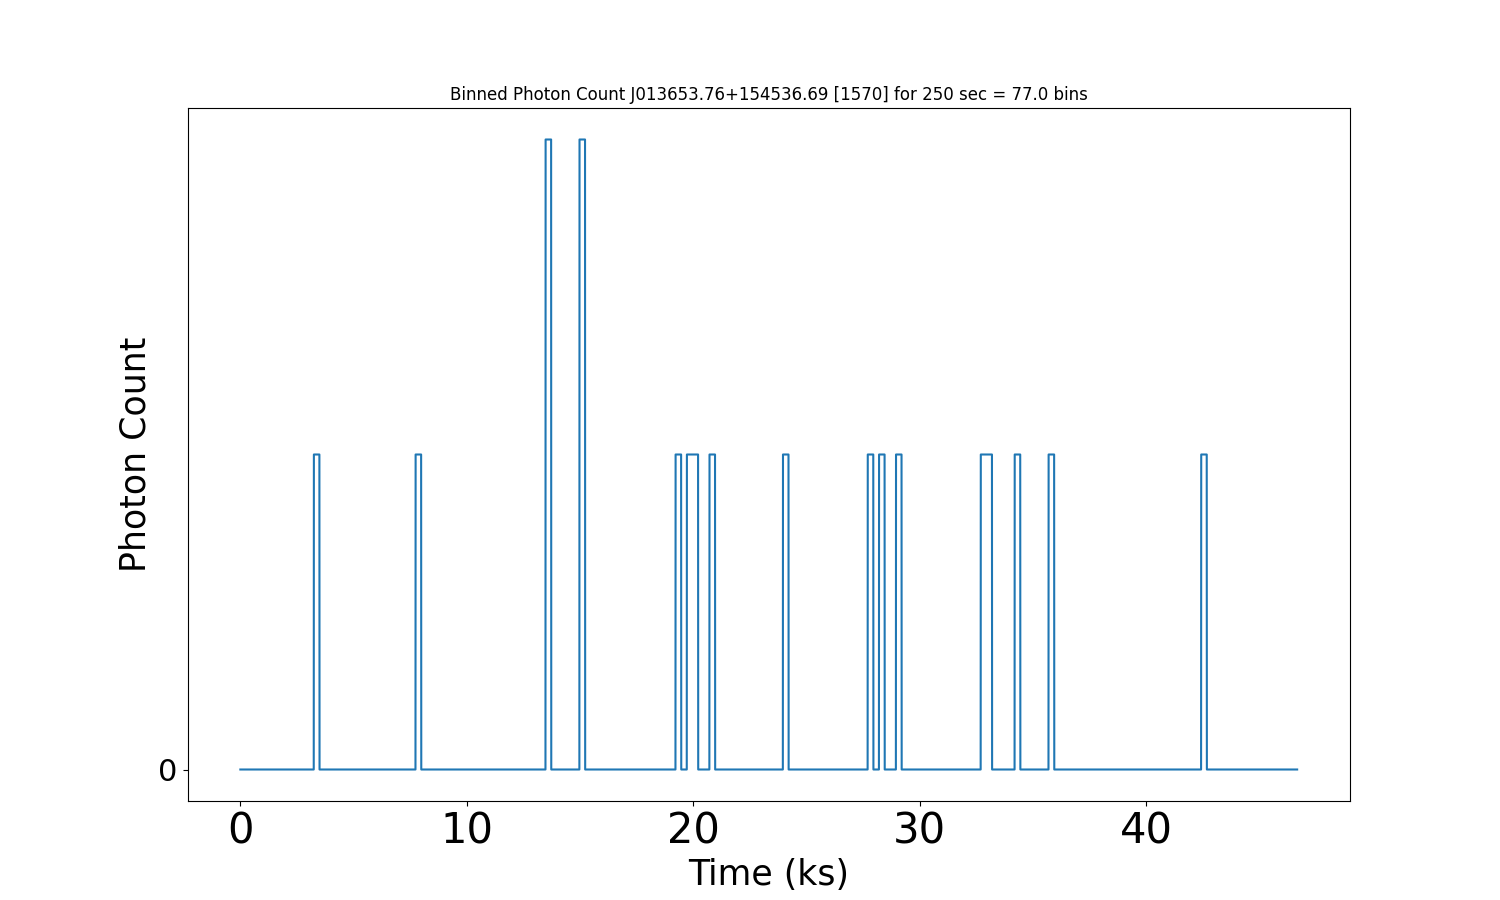 Binned Photon Count J013653.76+154536.69 [1570] for 250 sec = 77.0 bins
Photon Count
0
0 10 20 30 40
Time (ks)